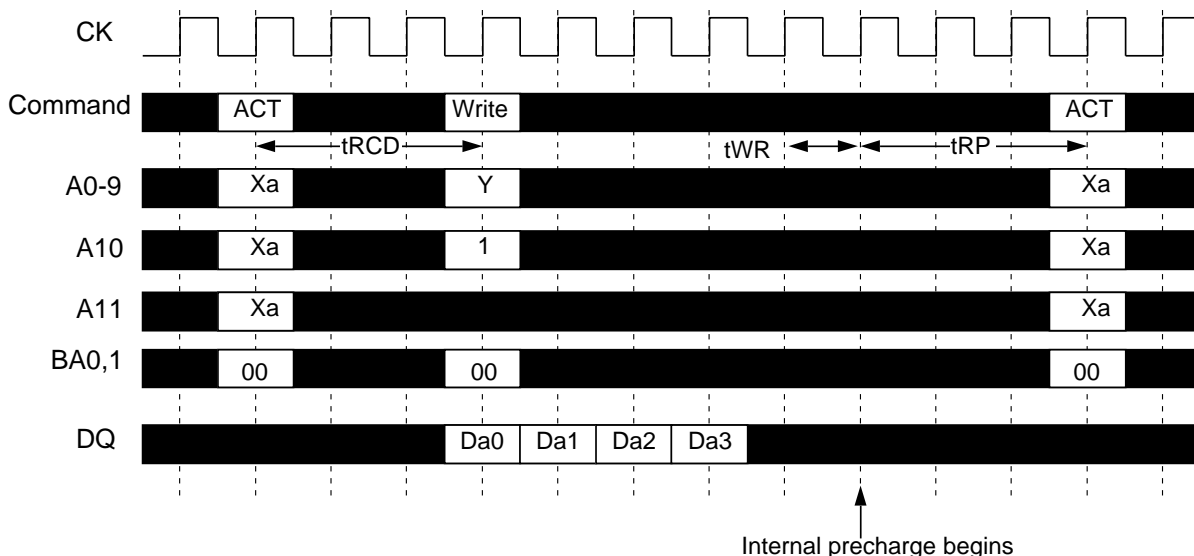 CK
Command ACT Write ACT
tRCD tWR tRP
A0-9 Xa Y Xa
A10 Xa 1 Xa
A11 Xa Xa
BA0,1 00 00 00
DQ Da0 Da1 Da2 Da3
Internal precharge begins